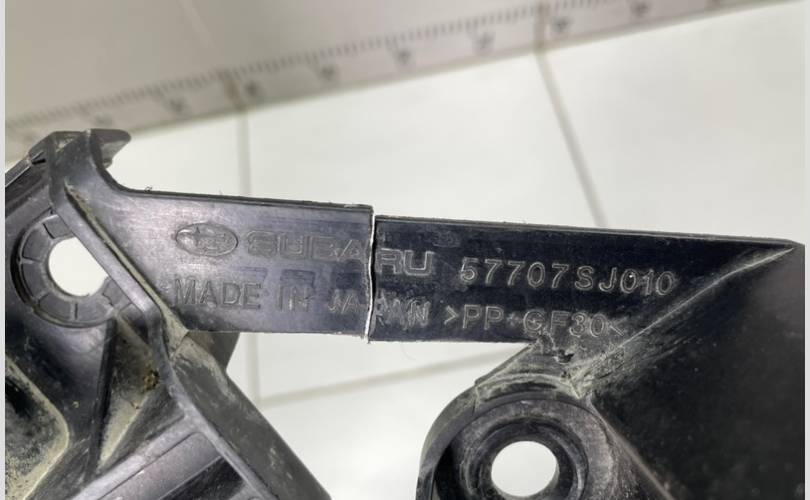 SUBARU 57707SJ010
MADE IN JAPAN >PP+GF30<